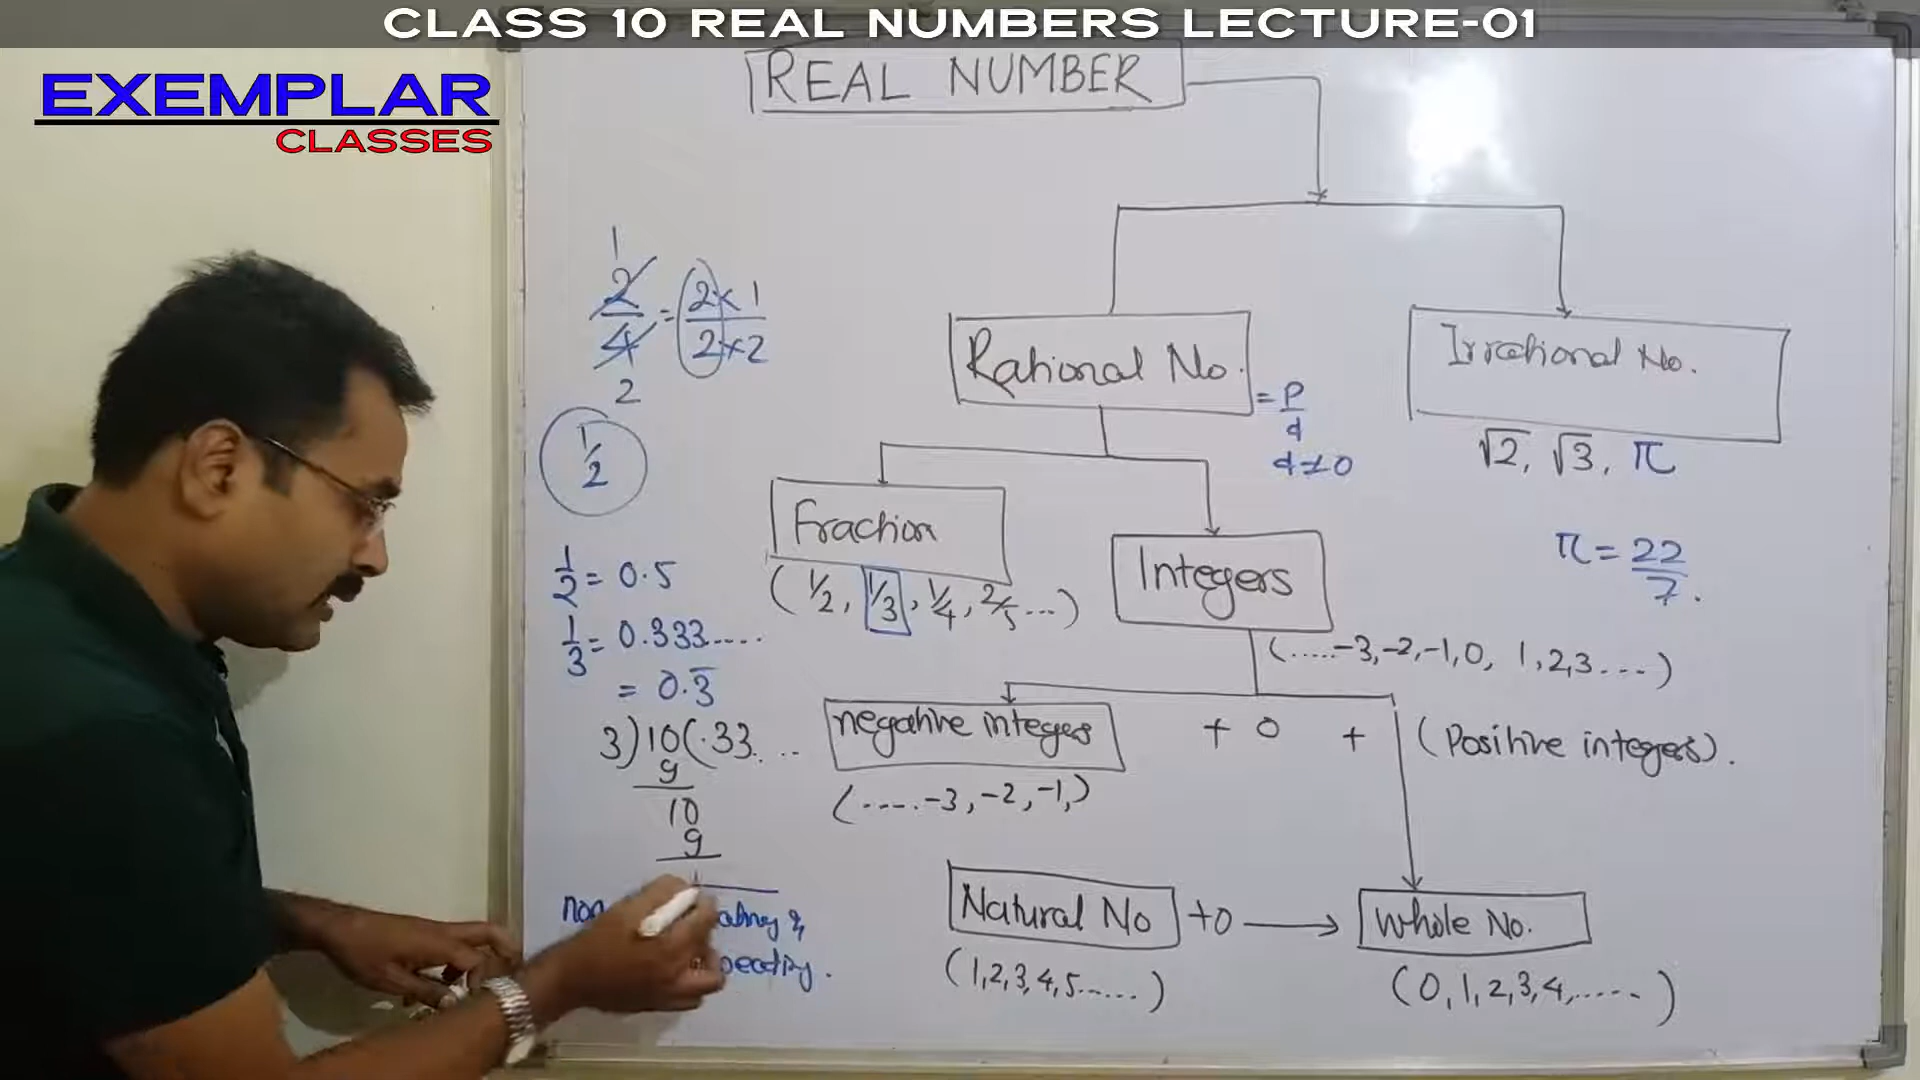 CLASS 10 REAL NUMBERS LECTURE-01
EXEMPLAR
CLASSES
REAL NUMBER
1
2/4 = 2x1/2x2
2
1/2
Rational No.
= P/q
q≠0
Irrational No.
√2, √3, π
π = 22/7.
Fraction
(1/2, 1/3, 1/4, 2/5 ...)
Integers
(.....-3,-2,-1,0, 1,2,3....)
1/2 = 0.5
1/3 = 0.333....
= 0.3̅
3)10(.33...
9
10
9
1
negative integers + 0 + (Positive integers).
(.....-3,-2,-1,)
Natural No +0 → Whole No.
(1,2,3,4,5......)
(0,1,2,3,4,.....)
non